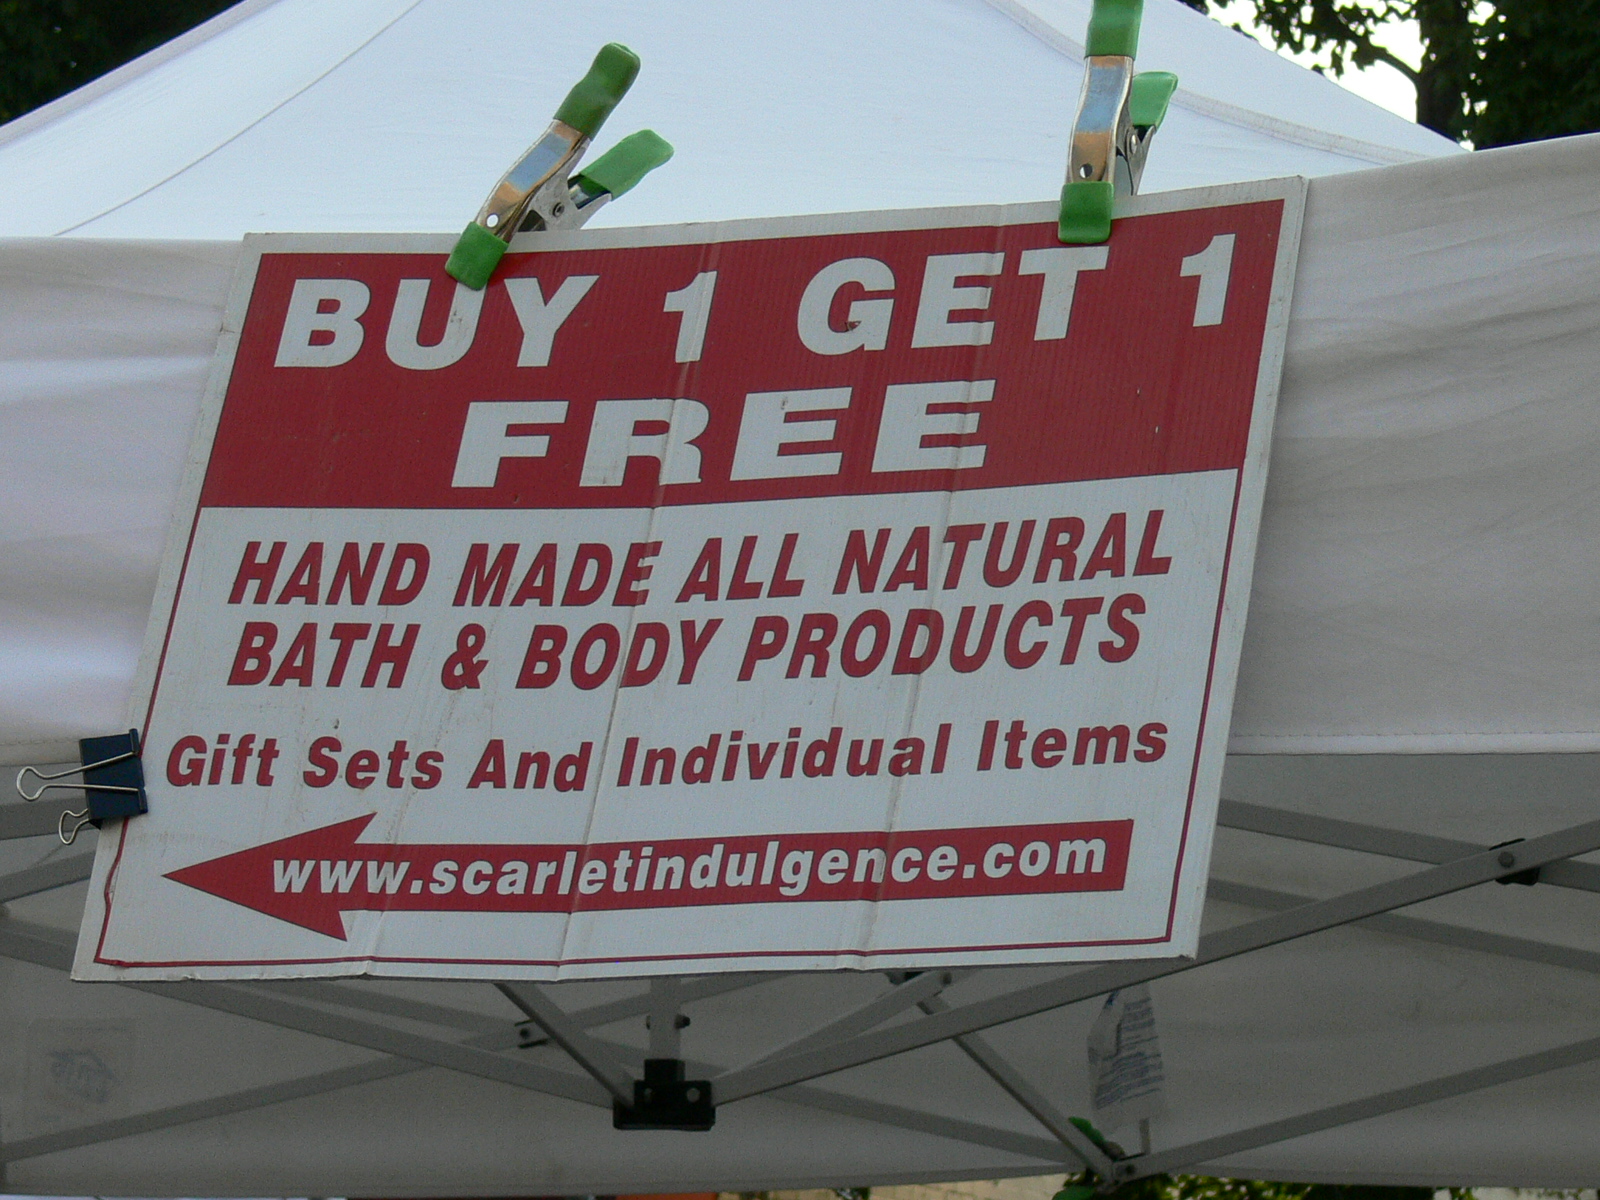 BUY 1 GET 1
FREE
HAND MADE ALL NATURAL
BATH & BODY PRODUCTS
Gift Sets And Individual Items
www.scarletindulgence.com